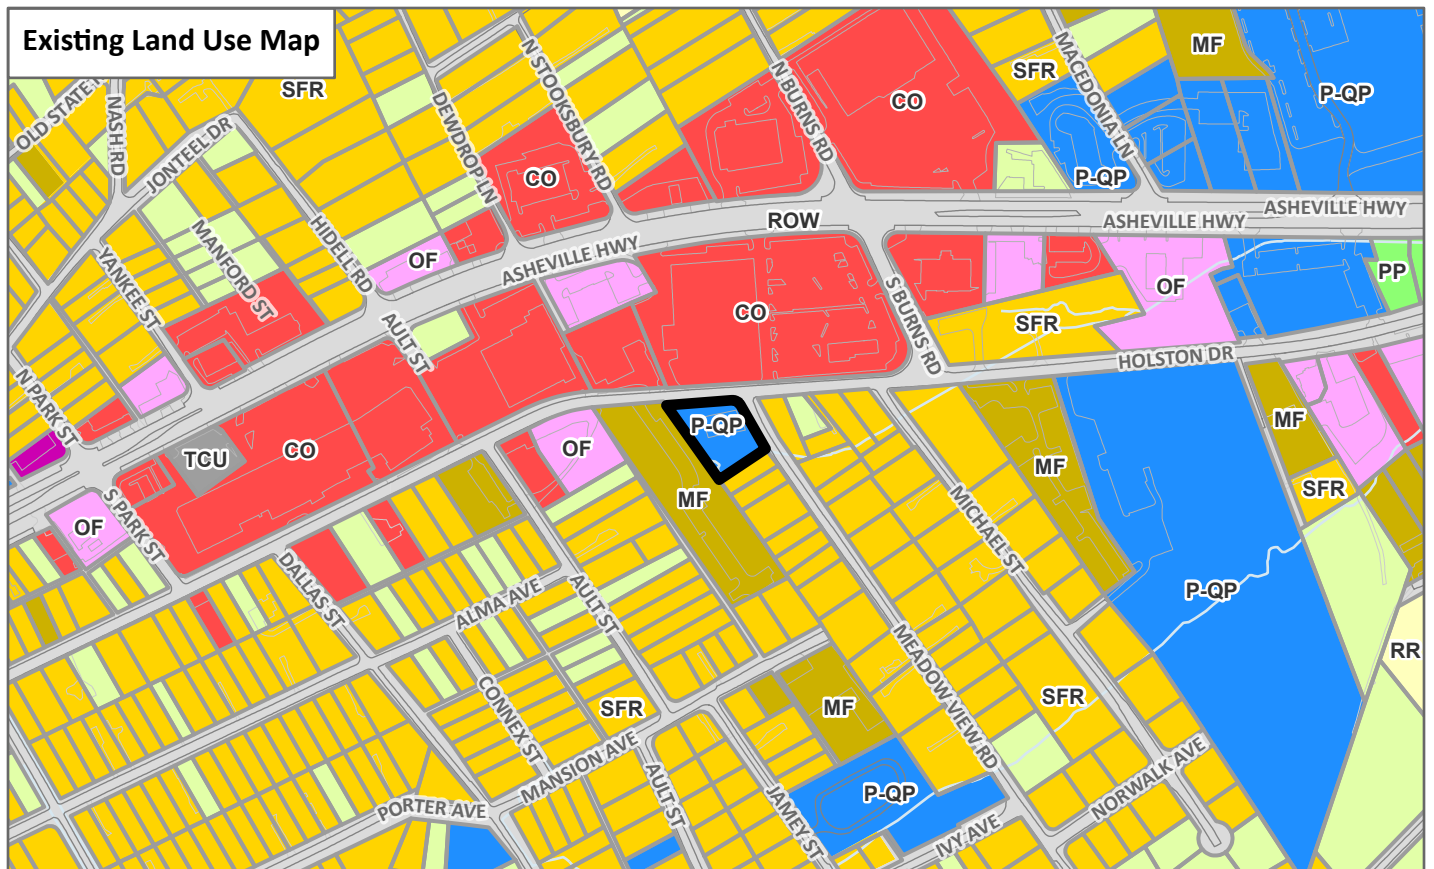 Existing Land Use Map
SFR
OLD STATE
NASH RD
JONTEEL DR
DEWDROP LN
N STOOKSBURY RD
N BURNS RD
CO
SFR
MACEDONIA LN
MF
P-QP
CO
P-QP
ROW
ASHEVILLE HWY
ASHEVILLE HWY
HIDELL RD
MANFORD ST
YANKEE ST
OF
ASHEVILLE HWY
AULT ST
CO
S BURNS RD
SFR
OF
PP
HOLSTON DR
N PARK ST
TCU
CO
OF
P-QP
MF
MF
MF
SFR
OF
S PARK ST
DALLAS ST
ALMA AVE
AULT ST
MICHAEL ST
P-QP
MEADOW VIEW RD
RR
CONNEX ST
SFR
MF
SFR
MANSION AVE
PORTER AVE
AULT ST
JAMEY ST
P-QP
IVY AVE
NORWALK AVE